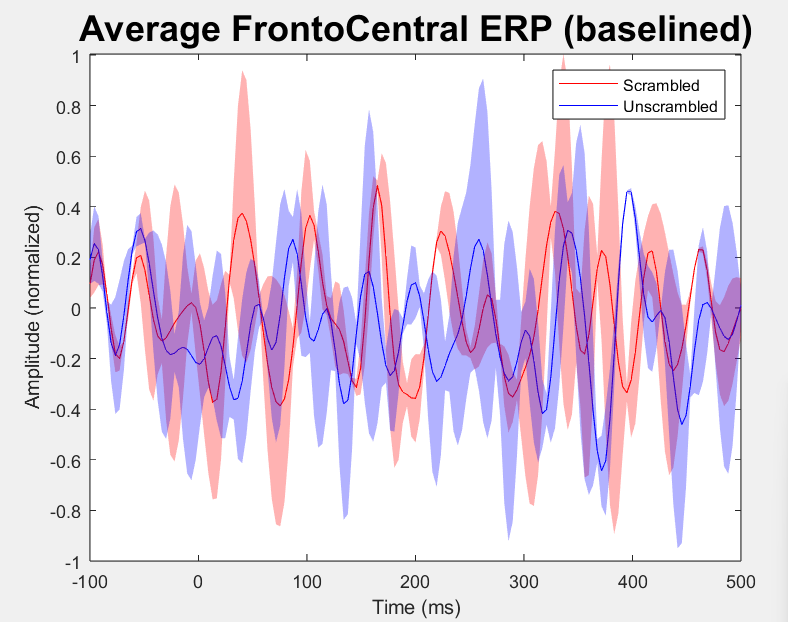 Average FrontoCentral ERP (baselined)
Scrambled
Unscrambled
1
0.8
0.6
0.4
0.2
0
-0.2
-0.4
-0.6
-0.8
-1
Amplitude (normalized)
-100 0 100 200 300 400 500
Time (ms)